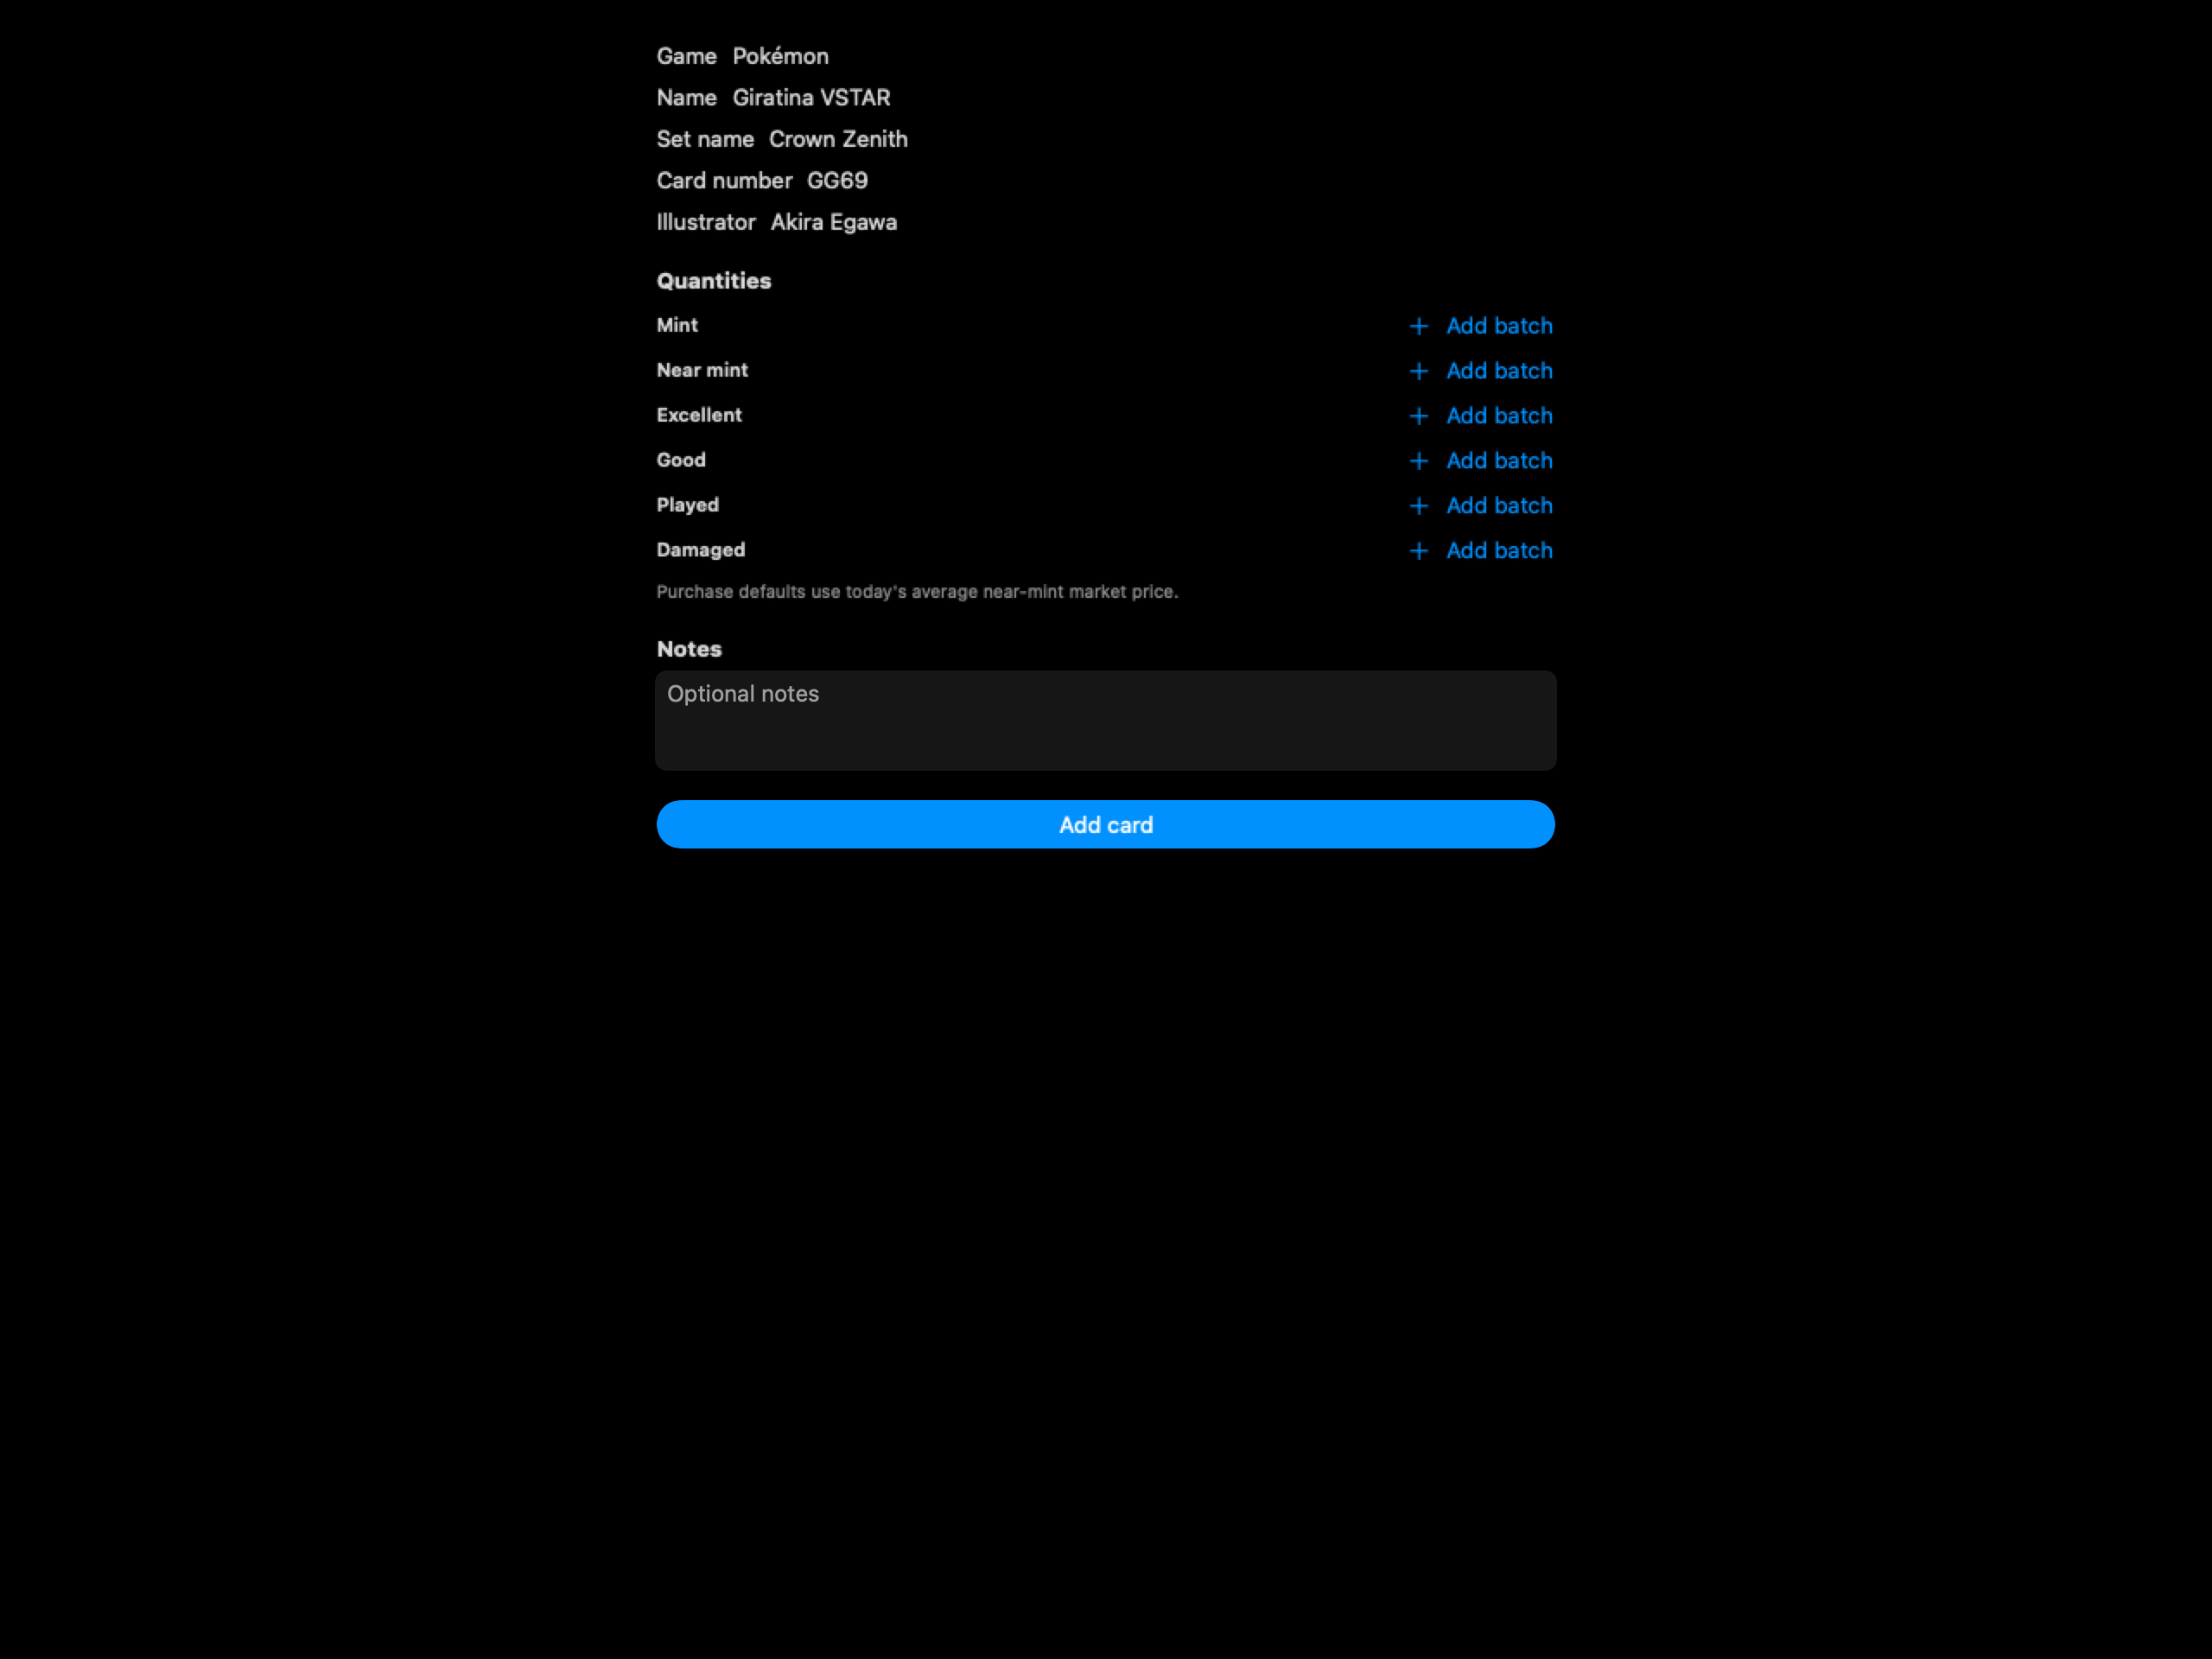 Game Pokémon
Name Giratina VSTAR
Set name Crown Zenith
Card number GG69
Illustrator Akira Egawa
Quantities
Mint + Add batch
Near mint + Add batch
Excellent + Add batch
Good + Add batch
Played + Add batch
Damaged + Add batch
Purchase defaults use today's average near-mint market price.
Notes
Optional notes
Add card